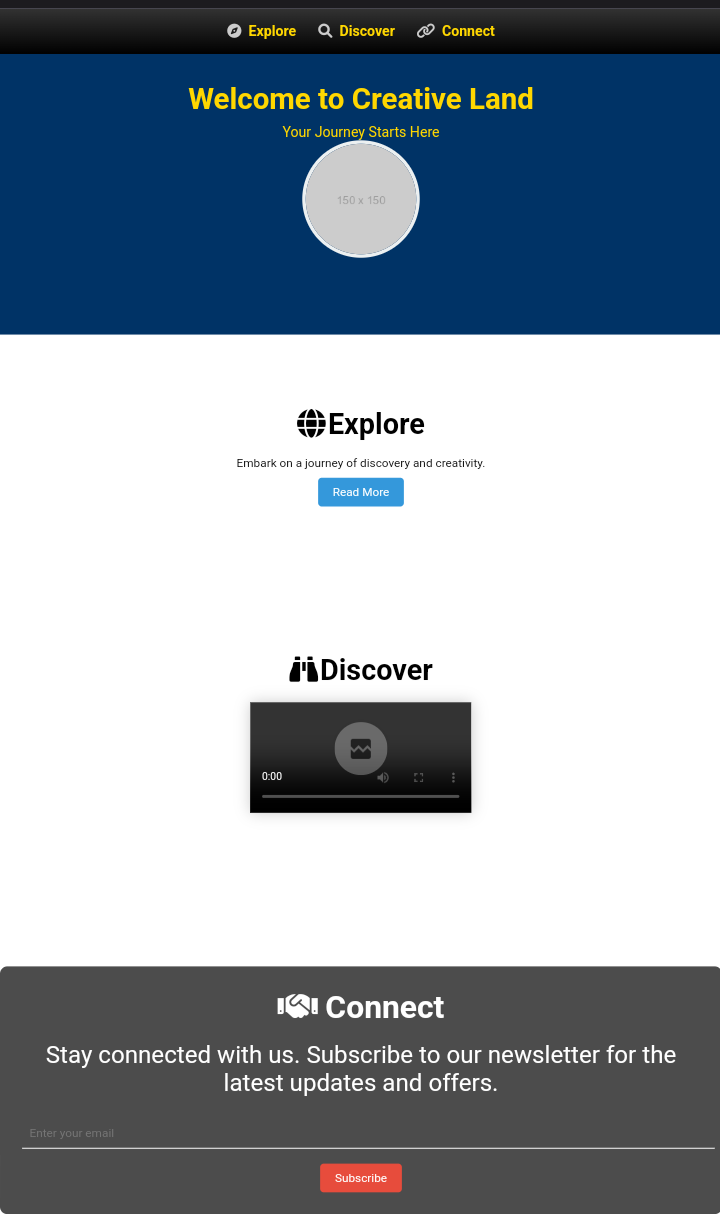 Explore Discover Connect
Welcome to Creative Land
Your Journey Starts Here
150 x 150
Explore
Embark on a journey of discovery and creativity.
Read More
Discover
0:00
Connect
Stay connected with us. Subscribe to our newsletter for the
latest updates and offers.
Enter your email
Subscribe